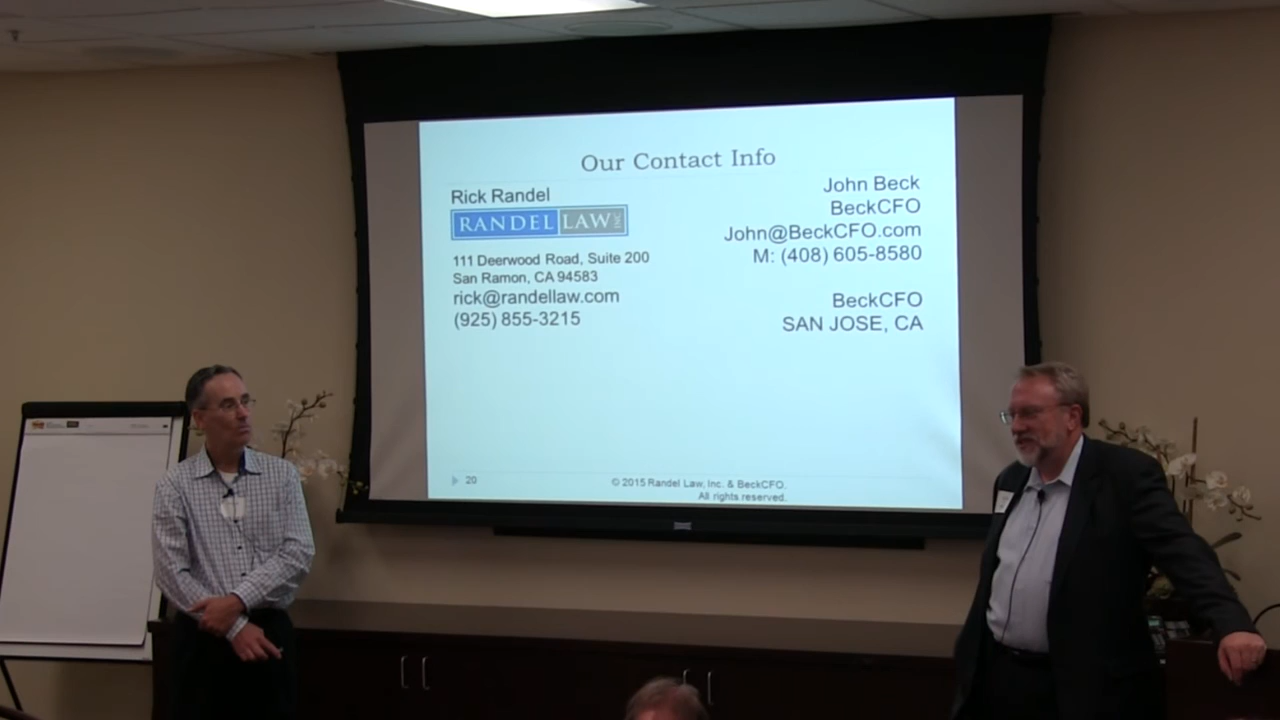 Our Contact Info
Rick Randel
RANDEL LAW INC
111 Deerwood Road, Suite 200
San Ramon, CA 94583
rick@randellaw.com
(925) 855-3215
John Beck
BeckCFO
John@BeckCFO.com
M: (408) 605-8580
BeckCFO
SAN JOSE, CA
20
© 2015 Randel Law, Inc. & BeckCFO.
All rights reserved.